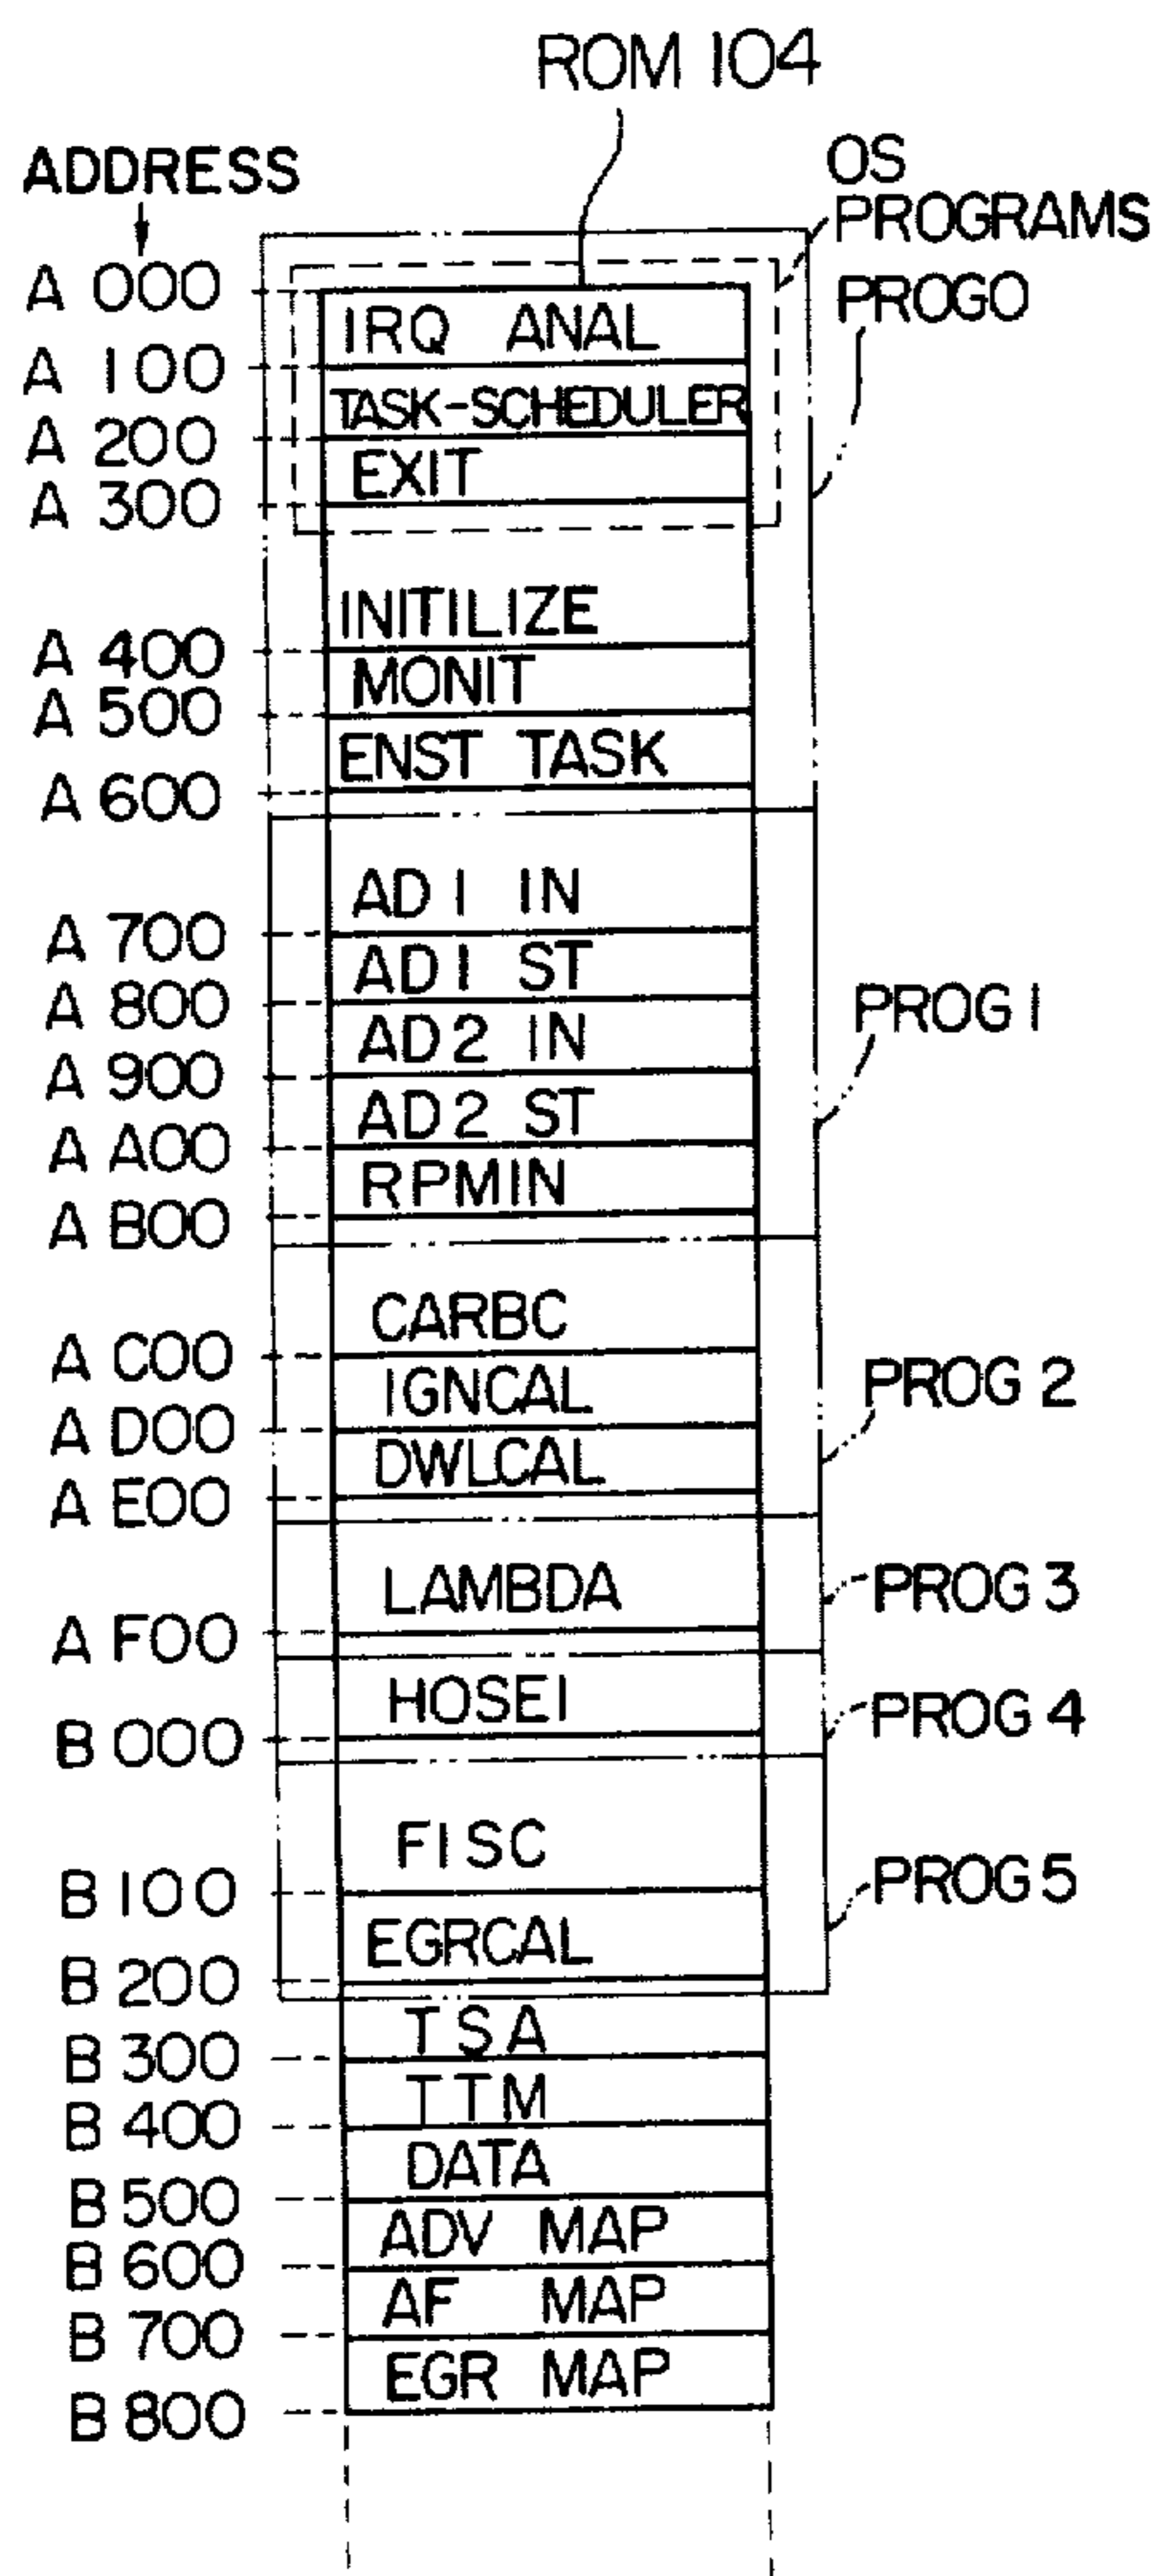 ROM 104
ADDRESS
OS
PROGRAMS
PROG0
A 000
IRQ ANAL
A 100
TASK-SCHEDULER
A 200
EXIT
A 300
INITILIZE
A 400
MONIT
A 500
ENST TASK
A 600
AD1 IN
A 700
AD1 ST
A 800
PROG 1
AD2 IN
A 900
AD2 ST
A A00
RPMIN
A B00
CARBC
A C00
IGNCAL
PROG 2
A D00
DWLCAL
A E00
LAMBDA
PROG 3
A F00
HOSEI
PROG 4
B 000
FISC
B 100
PROG 5
EGRCAL
B 200
TSA
B 300
TTM
B 400
DATA
B 500
ADV MAP
B 600
AF MAP
B 700
EGR MAP
B 800